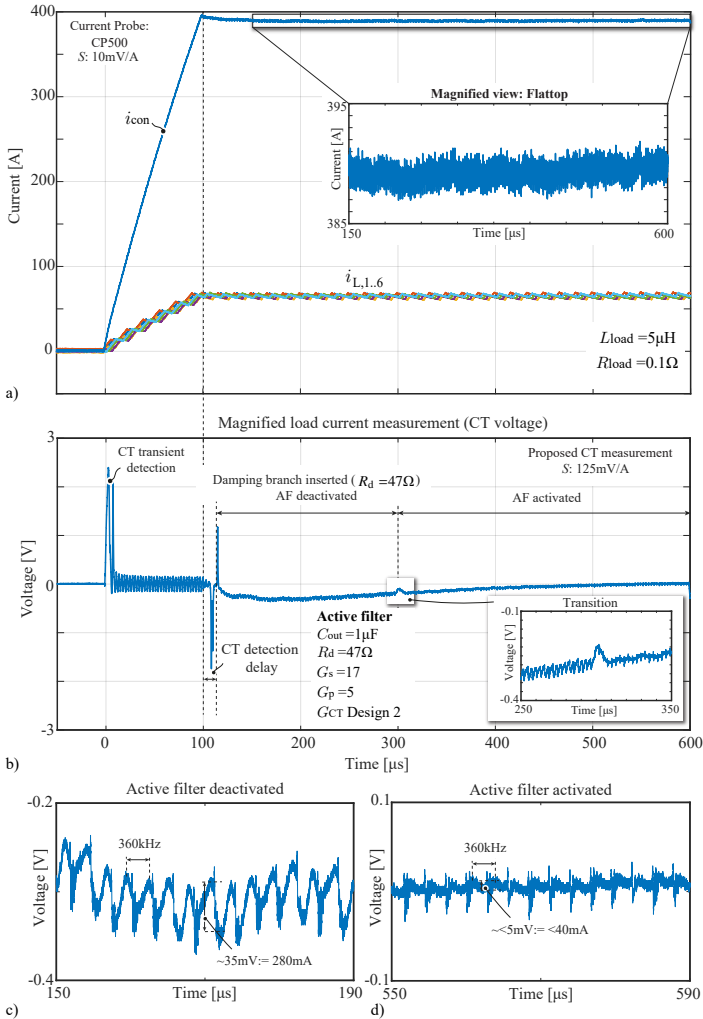 400
300
200
100
0
Current [A]
Current Probe:
CP500
S: 10mV/A
icon
Magnified view: Flattop
395
385
Current [A]
150
600
Time [μs]
iL,1..6
Lload =5μH
Rload =0.1Ω
a)
Magnified load current measurement (CT voltage)
3
0
-3
Voltage [V]
CT transient
detection
Damping branch inserted ( Rd =47Ω)
AF deactivated
Proposed CT measurement
S: 125mV/A
AF activated
CT detection
delay
Active filter
Cout =1μF
Rd =47Ω
Gs =17
Gp =5
GCT Design 2
Transition
-0.1
-0.4
Voltage [V]
250
350
Time [μs]
0
100
200
300
400
500
600
Time [μs]
b)
Active filter deactivated
-0.2
-0.4
Voltage [V]
360kHz
~35mV:= 280mA
150
190
Time [μs]
c)
Active filter activated
0.1
0
-0.1
Voltage [V]
360kHz
~<5mV:= <40mA
550
590
Time [μs]
d)